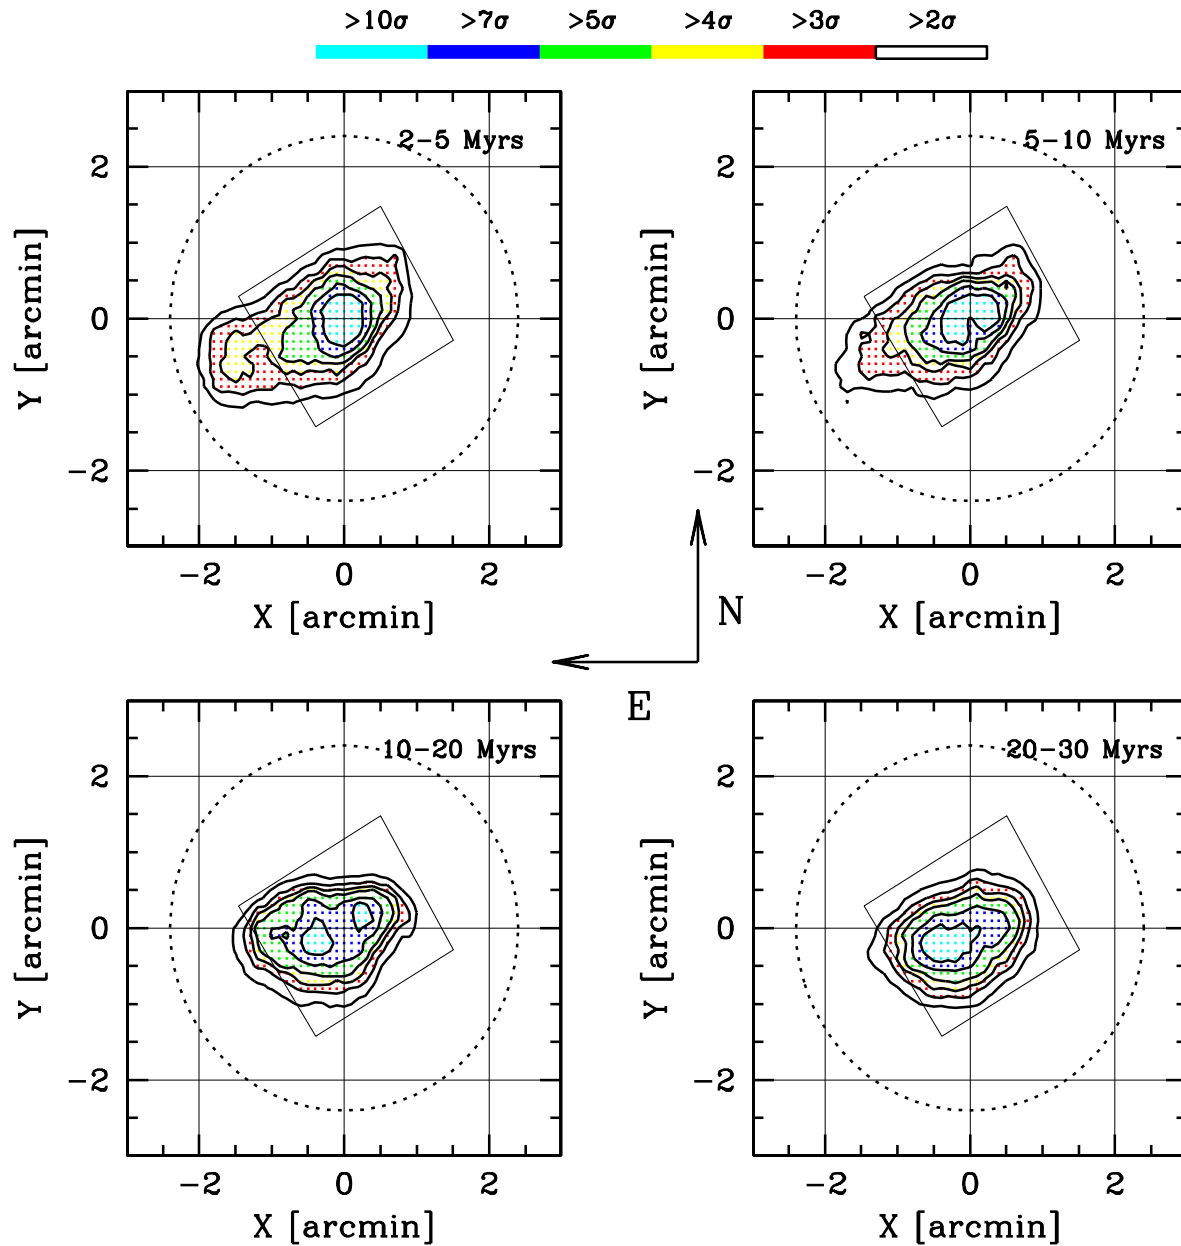 >10σ >7σ >5σ >4σ >3σ >2σ
2-5 Myrs
2
0
-2
Y [arcmin]
-2 0 2
X [arcmin]
5-10 Myrs
2
0
-2
Y [arcmin]
-2 0 2
X [arcmin]
N
E
10-20 Myrs
2
0
-2
Y [arcmin]
-2 0 2
X [arcmin]
20-30 Myrs
2
0
-2
Y [arcmin]
-2 0 2
X [arcmin]